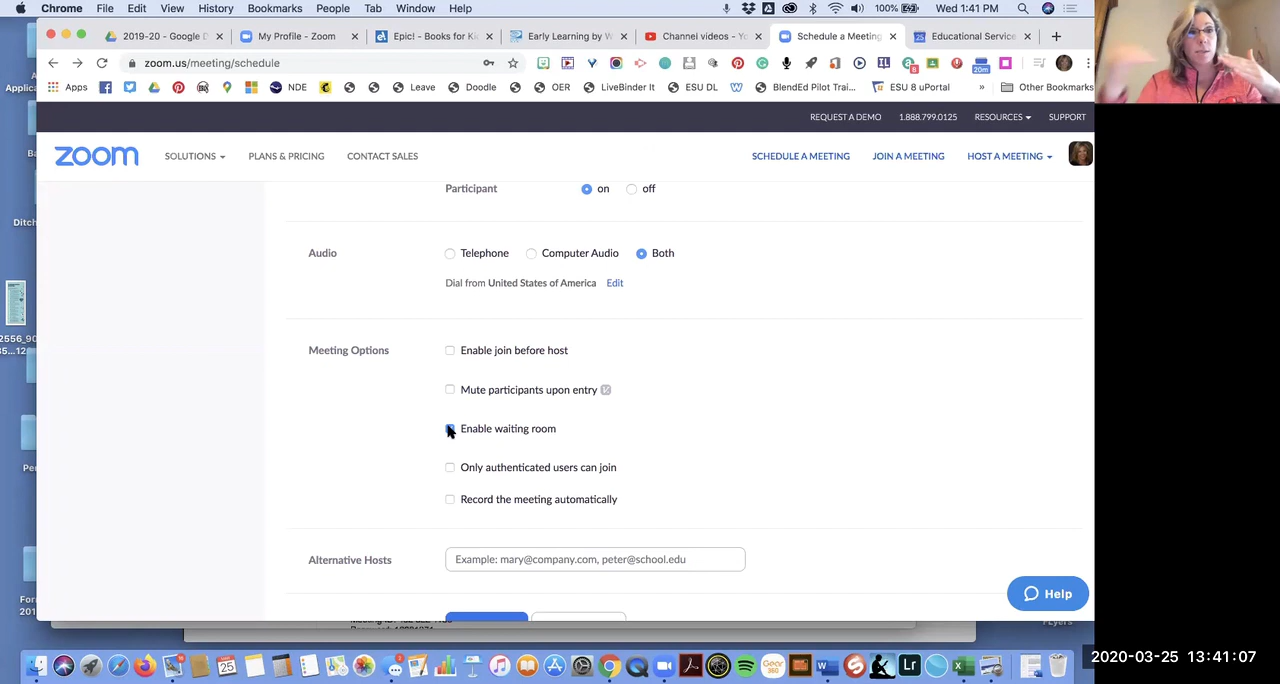 Chrome File Edit View History Bookmarks People Tab Window Help 100% Wed 1:41 PM
2019-20 - Google D My Profile - Zoom Epic! - Books for Ki Early Learning by W Channel videos - Yo Schedule a Meeting Educational Service
zoom.us/meeting/schedule
Apps NDE Leave Doodle OER LiveBinder It ESU DL BlendEd Pilot Trai... ESU 8 uPortal » Other Bookmarks
REQUEST A DEMO 1.888.799.0125 RESOURCES SUPPORT
zoom SOLUTIONS PLANS & PRICING CONTACT SALES SCHEDULE A MEETING JOIN A MEETING HOST A MEETING
Participant on off
Audio Telephone Computer Audio Both
Dial from United States of America Edit
Meeting Options Enable join before host
Mute participants upon entry
Enable waiting room
Only authenticated users can join
Record the meeting automatically
Alternative Hosts Example: mary@company.com, peter@school.edu
Help
Ditch
2020-03-25 13:41:07